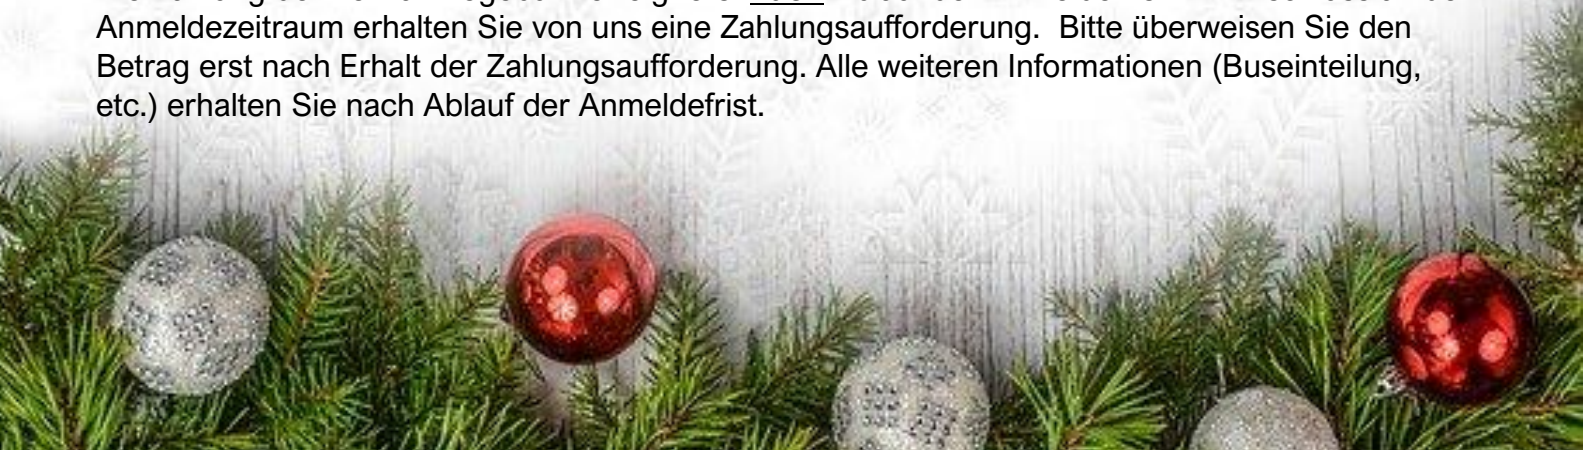 Anmeldezeitraum erhalten Sie von uns eine Zahlungsaufforderung. Bitte überweisen Sie den
Betrag erst nach Erhalt der Zahlungsaufforderung. Alle weiteren Informationen (Buseinteilung,
etc.) erhalten Sie nach Ablauf der Anmeldefrist.